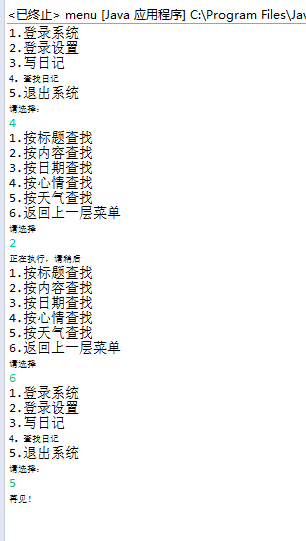 <已终止> menu [Java 应用程序] C:\Program Files\Jav
1.登录系统
2.登录设置
3.写日记
4. 查找日记
5.退出系统
请选择：
4
1.按标题查找
2.按内容查找
3.按日期查找
4.按心情查找
5.按天气查找
6.返回上一层菜单
请选择
2
正在执行，请稍后
1.按标题查找
2.按内容查找
3.按日期查找
4.按心情查找
5.按天气查找
6.返回上一层菜单
请选择
6
1.登录系统
2.登录设置
3.写日记
4. 查找日记
5.退出系统
请选择：
5
再见！